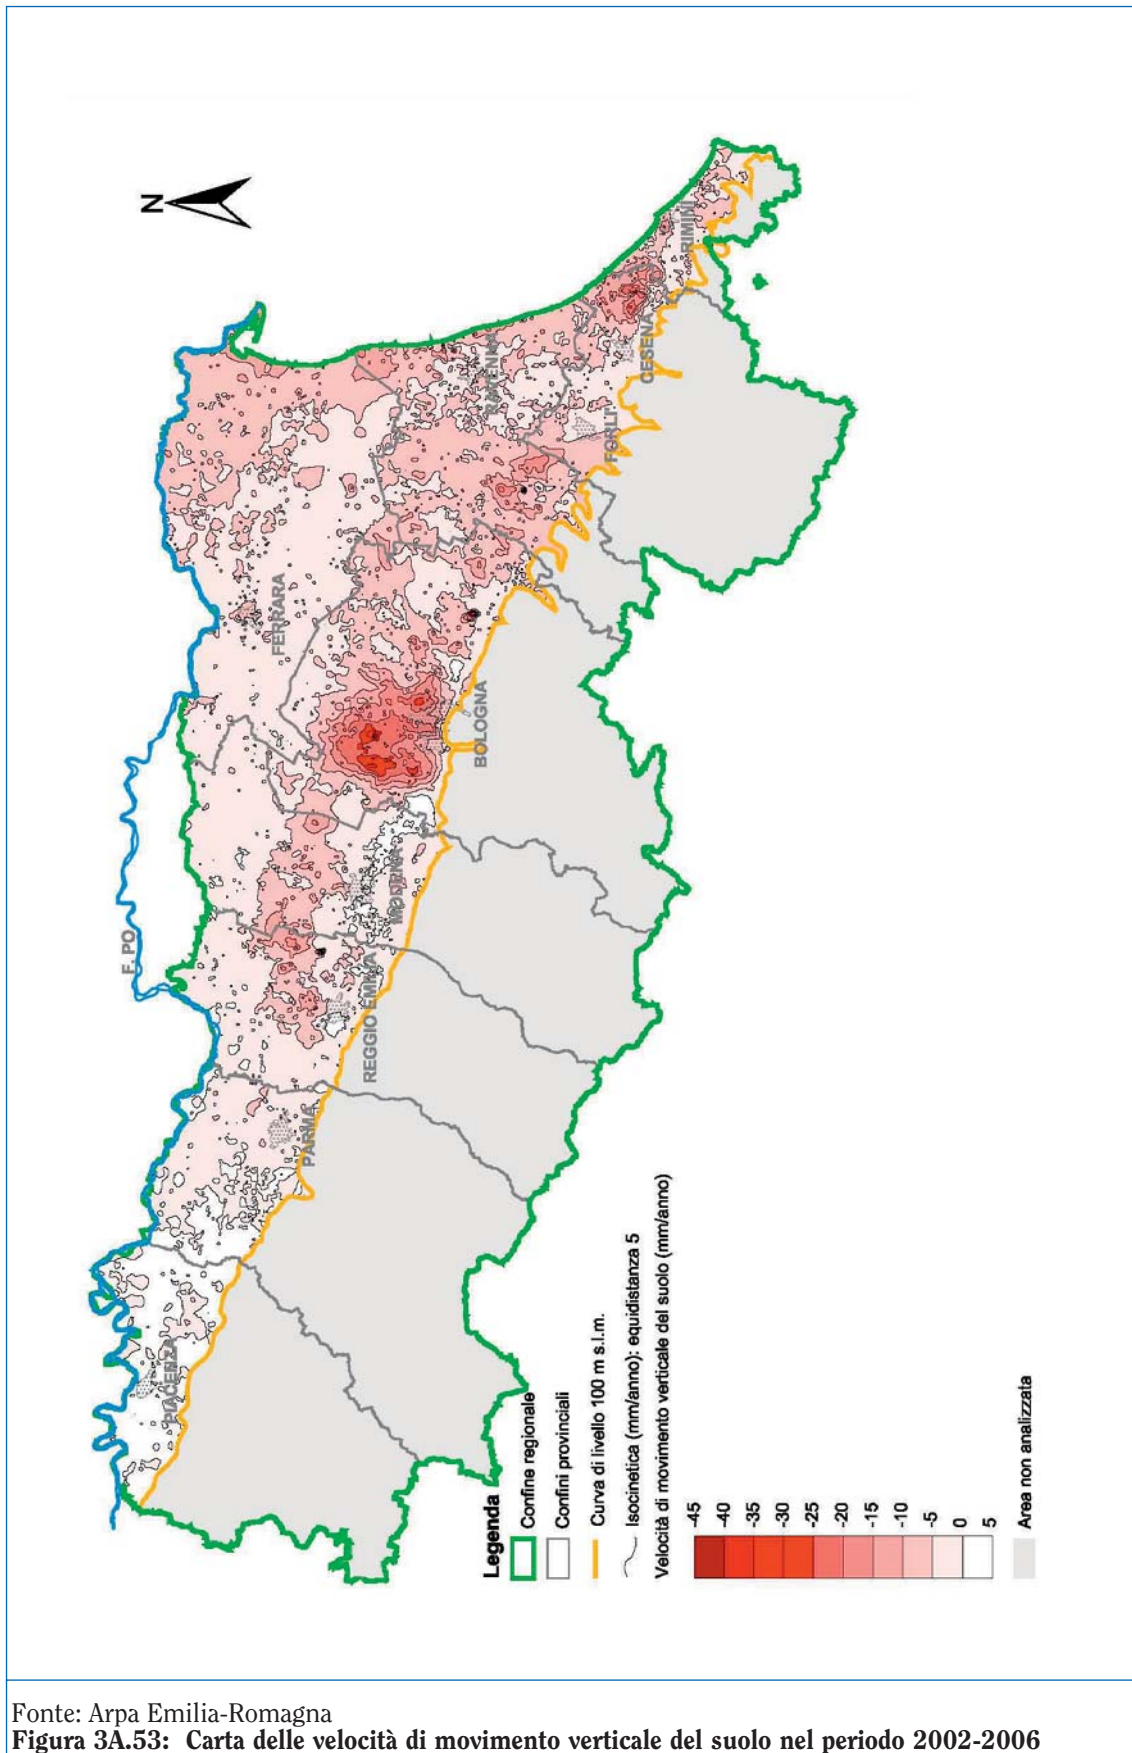 N
F. PO
PIACENZA
PARMA
REGGIO EMILIA
MODENA
BOLOGNA
FERRARA
RAVENNA
FORLI'
CESENA
RIMINI
Legenda
Confine regionale
Confini provinciali
Curva di livello 100 m s.l.m.
Isocinetica (mm/anno): equidistanza 5
Velocità di movimento verticale del suolo (mm/anno)
-45
-40
-35
-30
-25
-20
-15
-10
-5
0
5
Area non analizzata
Fonte: Arpa Emilia-Romagna
Figura 3A.53: Carta delle velocità di movimento verticale del suolo nel periodo 2002-2006